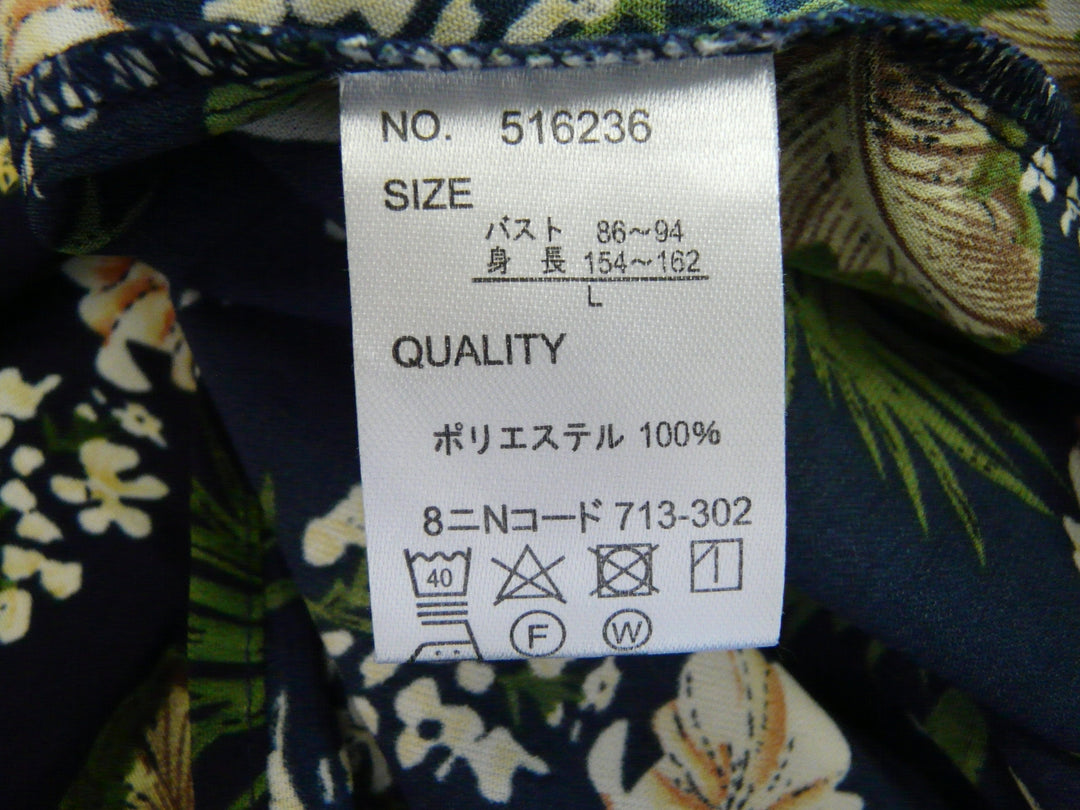 NO. 516236
SIZE
バスト 86～94
身 長 154～162
L
QUALITY
ポリエステル 100%
8ニNコード 713-302
40
F W